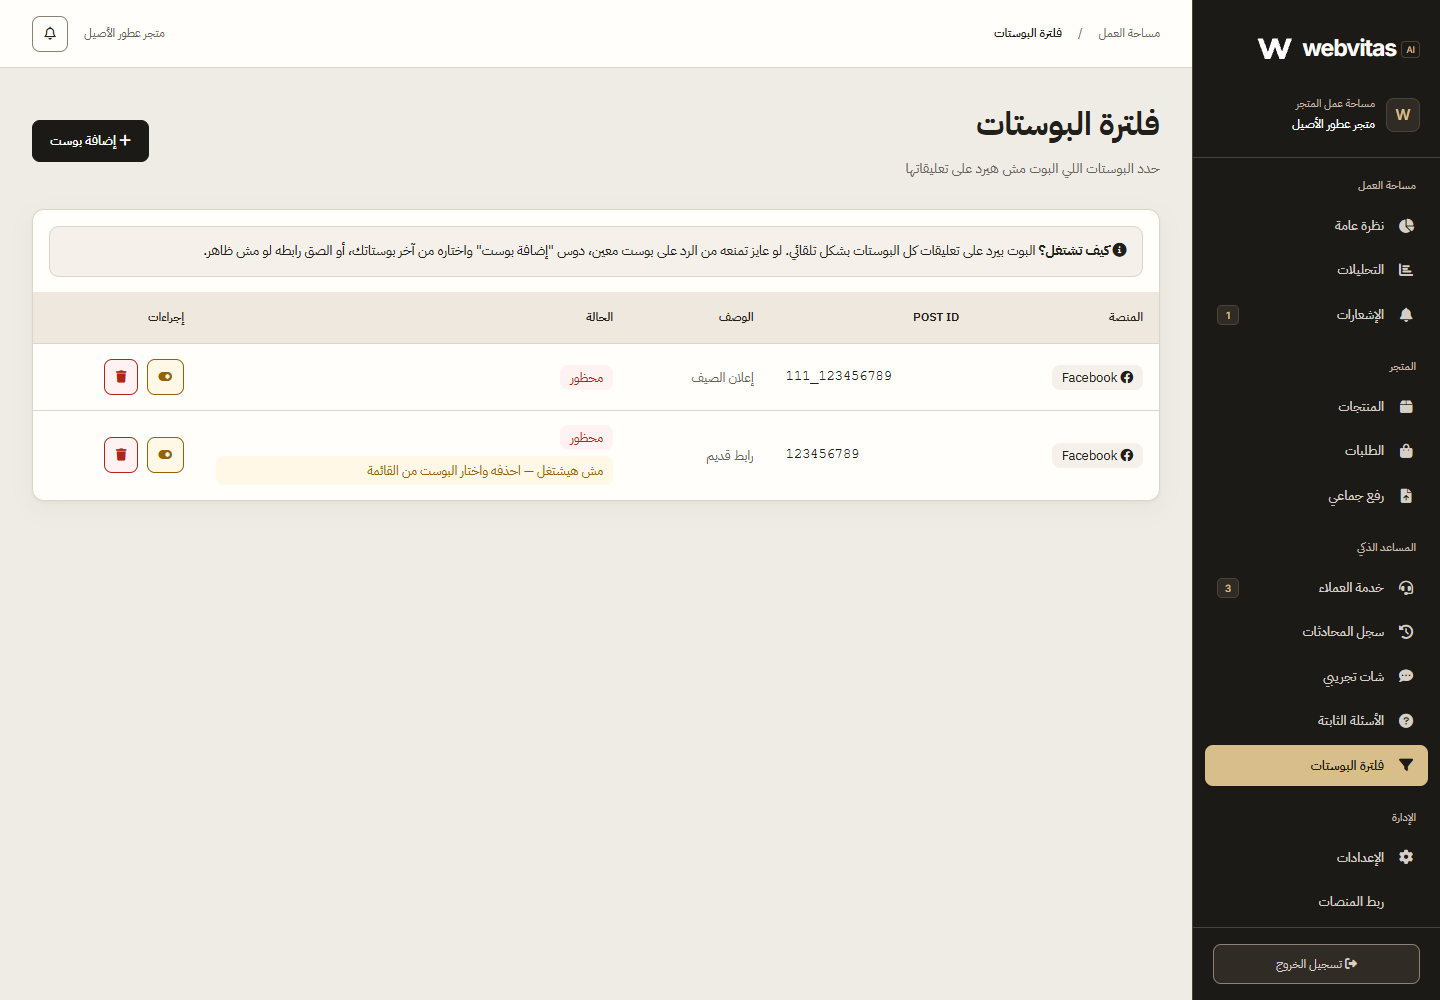 webvitas AI
W
مساحة عمل المتجر
متجر عطور الأصيل
مساحة العمل
نظرة عامة
التحليلات
الإشعارات 1
المتجر
المنتجات
الطلبات
رفع جماعي
المساعد الذكي
خدمة العملاء 3
سجل المحادثات
شات تجريبي
الأسئلة الثابتة
فلترة البوستات
الإدارة
الإعدادات
ربط المنصات
تسجيل الخروج
مساحة العمل / فلترة البوستات
متجر عطور الأصيل
فلترة البوستات
حدد البوستات اللي البوت مش هيرد على تعليقاتها
إضافة بوست
كيف تشتغل؟ البوت بيرد على تعليقات كل البوستات بشكل تلقائي. لو عايز تمنعه من الرد على بوست معين، دوس "إضافة بوست" واختاره من آخر بوستاتك، أو الصق رابطه لو مش ظاهر.
المنصة POST ID الوصف الحالة إجراءات
Facebook 111_123456789 إعلان الصيف محظور
Facebook 123456789 رابط قديم محظور
مش هيشتغل — احذفه واختار البوست من القائمة